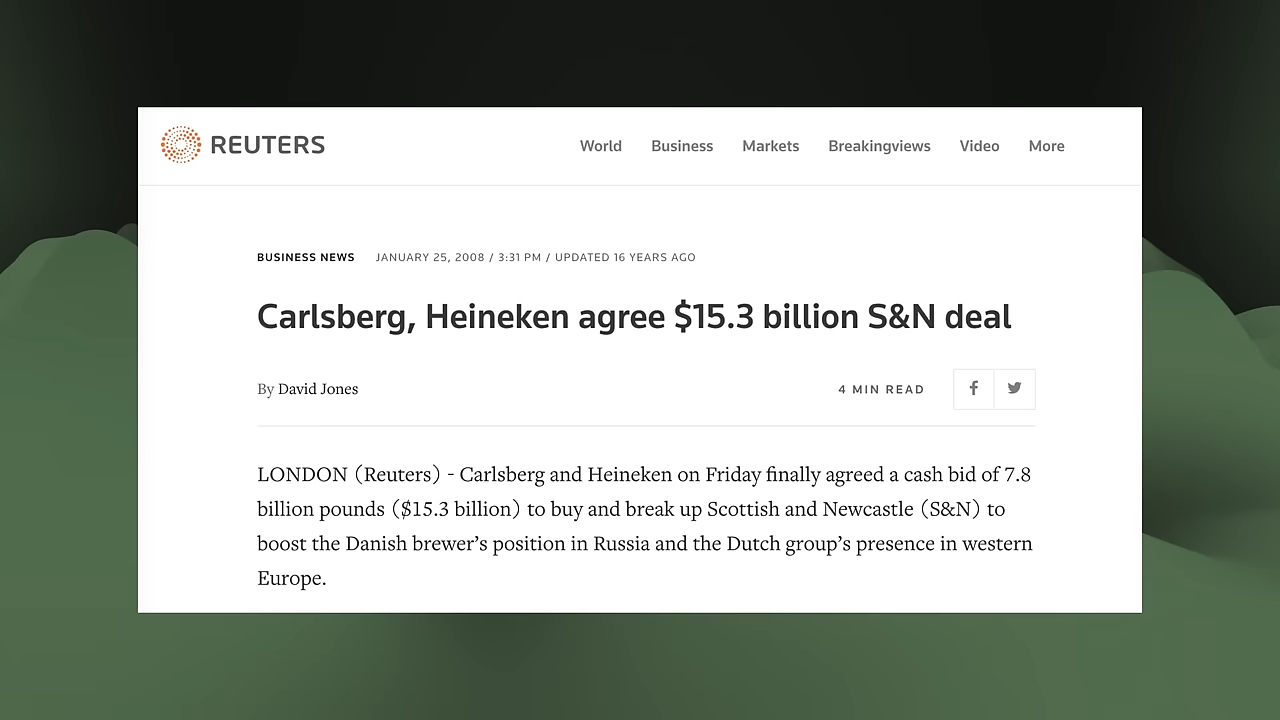 REUTERS World Business Markets Breakingviews Video More
BUSINESS NEWS JANUARY 25, 2008 / 3:31 PM / UPDATED 16 YEARS AGO
Carlsberg, Heineken agree $15.3 billion S&N deal
By David Jones 4 MIN READ
LONDON (Reuters) - Carlsberg and Heineken on Friday finally agreed a cash bid of 7.8
billion pounds ($15.3 billion) to buy and break up Scottish and Newcastle (S&N) to
boost the Danish brewer’s position in Russia and the Dutch group’s presence in western
Europe.